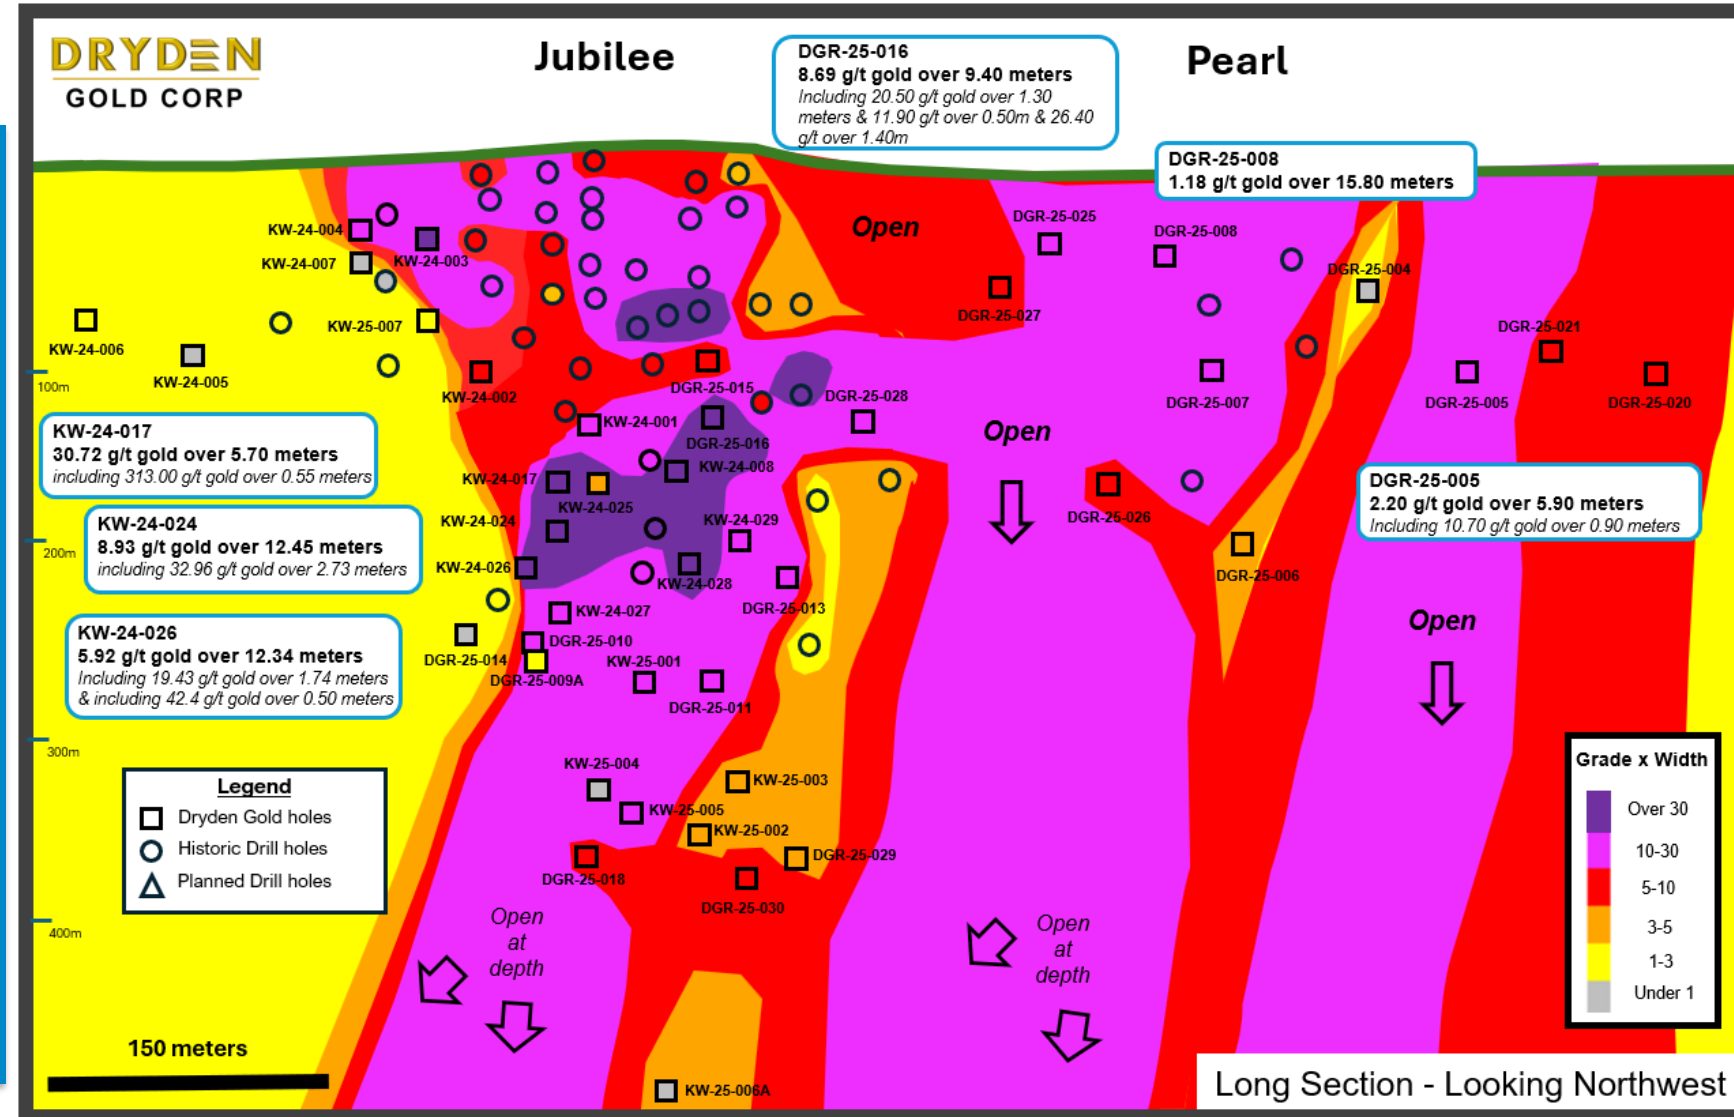 DRYDEN
GOLD CORP
Jubilee
Pearl
DGR-25-016
8.69 g/t gold over 9.40 meters
Including 20.50 g/t gold over 1.30
meters & 11.90 g/t over 0.50m & 26.40
g/t over 1.40m
DGR-25-008
1.18 g/t gold over 15.80 meters
KW-24-004
KW-24-007
KW-24-003
Open
DGR-25-025
DGR-25-008
DGR-25-004
KW-24-006
KW-24-005
KW-25-007
DGR-25-027
DGR-25-021
100m
KW-24-002
DGR-25-015
DGR-25-028
DGR-25-007
DGR-25-005
DGR-25-020
KW-24-001
DGR-25-016
Open
KW-24-017
30.72 g/t gold over 5.70 meters
including 313.00 g/t gold over 0.55 meters
KW-24-017
KW-24-025
KW-24-008
DGR-25-026
DGR-25-005
2.20 g/t gold over 5.90 meters
Including 10.70 g/t gold over 0.90 meters
KW-24-024
8.93 g/t gold over 12.45 meters
including 32.96 g/t gold over 2.73 meters
KW-24-024
KW-24-029
200m
KW-24-026
KW-24-028
DGR-25-006
DGR-25-013
KW-24-027
KW-24-026
5.92 g/t gold over 12.34 meters
Including 19.43 g/t gold over 1.74 meters
& including 42.4 g/t gold over 0.50 meters
DGR-25-010
DGR-25-014
KW-25-001
DGR-25-009A
DGR-25-011
Open
300m
KW-25-004
KW-25-003
KW-25-005
KW-25-002
DGR-25-029
DGR-25-018
DGR-25-030
Legend
Dryden Gold holes
Historic Drill holes
Planned Drill holes
Grade x Width
Over 30
10-30
5-10
3-5
1-3
Under 1
400m
Open
at
depth
Open
at
depth
150 meters
KW-25-006A
Long Section - Looking Northwest